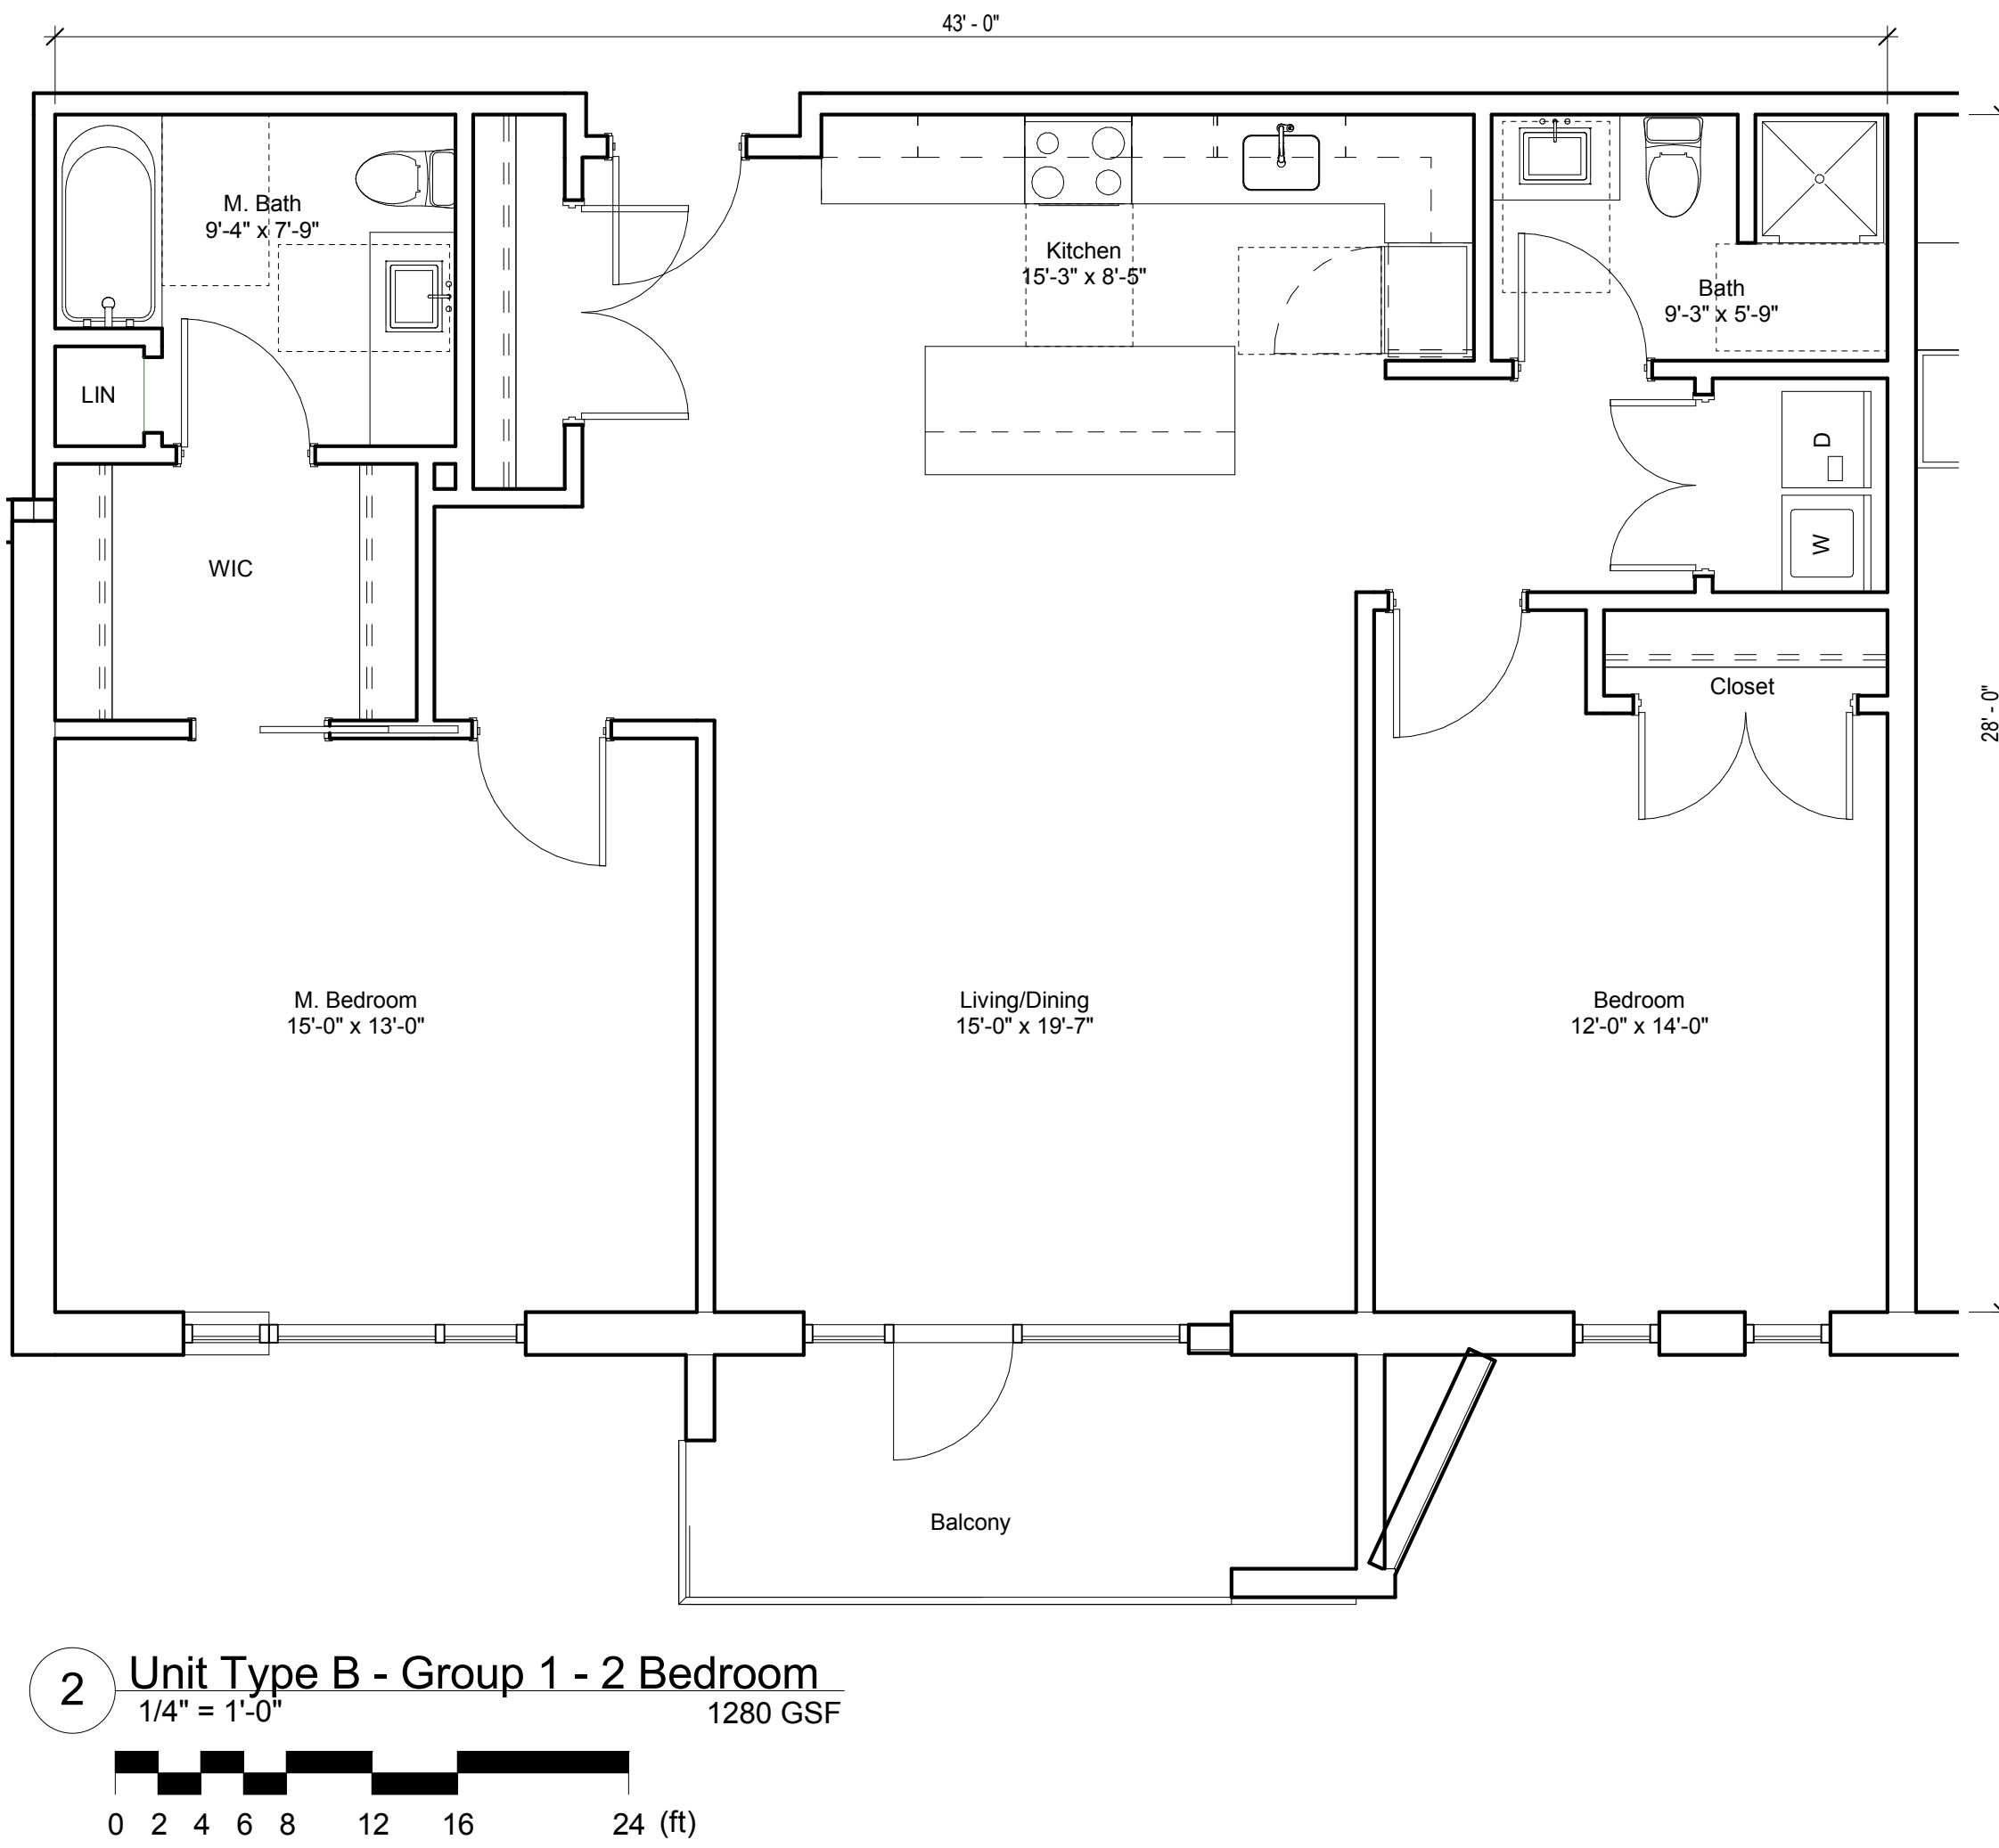 43' - 0"
M. Bath
9'-4" x 7'-9"
Kitchen
15'-3" x 8'-5"
Bath
9'-3" x 5'-9"
LIN
D
W
WIC
Closet
28' - 0"
M. Bedroom
15'-0" x 13'-0"
Living/Dining
15'-0" x 19'-7"
Bedroom
12'-0" x 14'-0"
Balcony
2
Unit Type B - Group 1 - 2 Bedroom
1/4" = 1'-0"
1280 GSF
0 2 4 6 8 12 16 24 (ft)